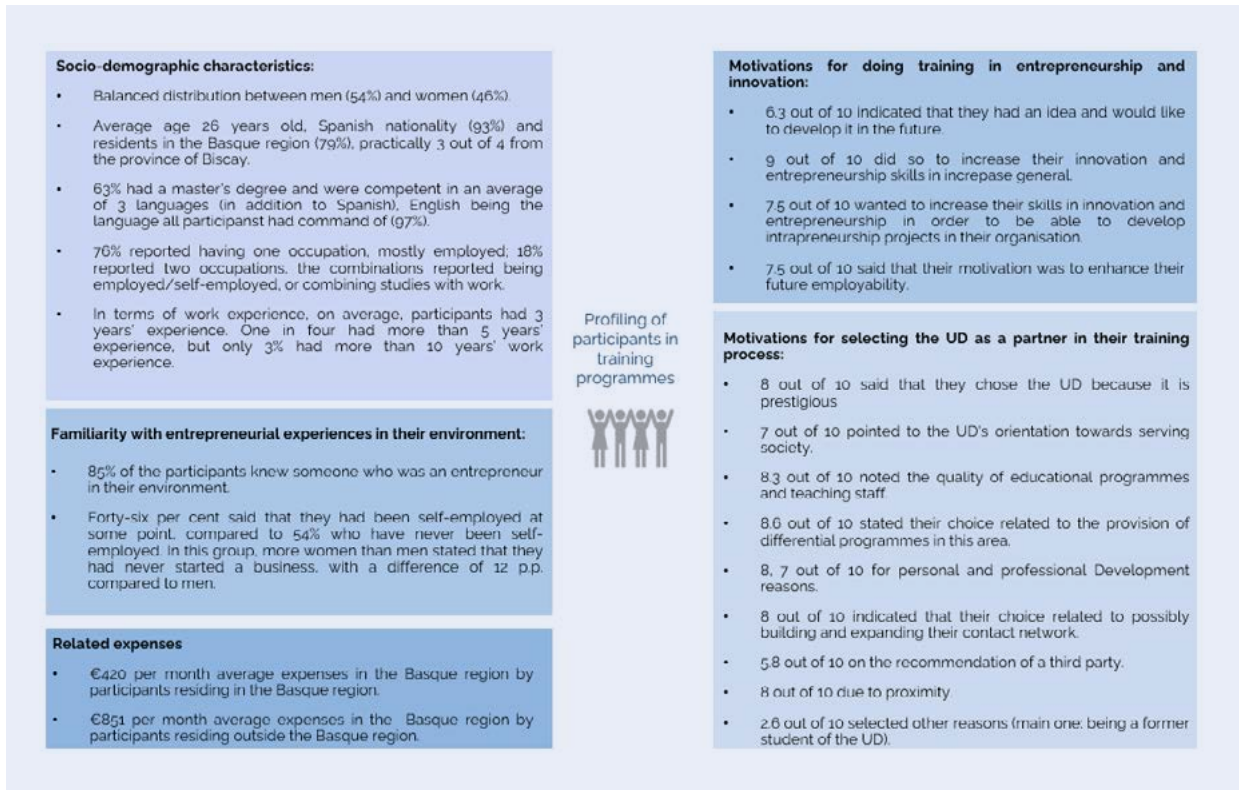 Socio-demographic characteristics:
• Balanced distribution between men (54%) and women (46%).
• Average age 26 years old, Spanish nationality (93%) and
residents in the Basque region (79%), practically 3 out of 4 from
the province of Biscay.
• 63% had a master's degree and were competent in an average
of 3 languages (in addition to Spanish), English being the
language all participanst had command of (97%).
• 76% reported having one occupation, mostly employed; 18%
reported two occupations. the combinations reported being
employed/self-employed, or combining studies with work.
• In terms of work experience, on average, participants had 3
years' experience. One in four had more than 5 years'
experience, but only 3% had more than 10 years' work
experience.
Familiarity with entrepreneurial experiences in their environment:
• 85% of the participants knew someone who was an entrepreneur
in their environment.
• Forty-six per cent said that they had been self-employed at
some point, compared to 54% who have never been self-
employed. In this group, more women than men stated that they
had never started a business, with a difference of 12 p.p.
compared to men.
Related expenses
• €420 per month average expenses in the Basque region by
participants residing in the Basque region.
• €851 per month average expenses in the Basque region by
participants residing outside the Basque region.
Profiling of
participants in
training
programmes
Motivations for doing training in entrepreneurship and
innovation:
• 6.3 out of 10 indicated that they had an idea and would like
to develop it in the future.
• 9 out of 10 did so to increase their innovation and
entrepreneurship skills in increpase general.
• 7.5 out of 10 wanted to increase their skills in innovation and
entrepreneurship in order to be able to develop
intrapreneurship projects in their organisation.
• 7.5 out of 10 said that their motivation was to enhance their
future employability.
Motivations for selecting the UD as a partner in their training
process:
• 8 out of 10 said that they chose the UD because it is
prestigious
• 7 out of 10 pointed to the UD's orientation towards serving
society.
• 8.3 out of 10 noted the quality of educational programmes
and teaching staff.
• 8.6 out of 10 stated their choice related to the provision of
differential programmes in this area.
• 8, 7 out of 10 for personal and professional Development
reasons.
• 8 out of 10 indicated that their choice related to possibly
building and expanding their contact network.
• 5.8 out of 10 on the recommendation of a third party.
• 8 out of 10 due to proximity.
• 2.6 out of 10 selected other reasons (main one: being a former
student of the UD).